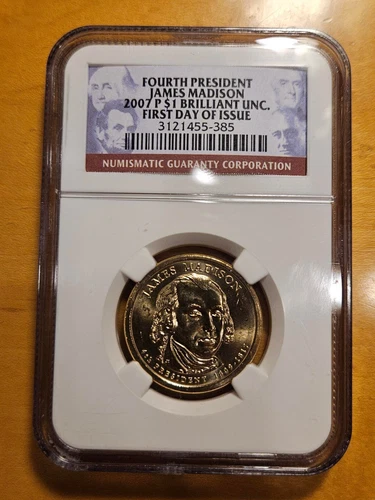 FOURTH PRESIDENT
JAMES MADISON
2007 P $1 BRILLIANT UNC.
FIRST DAY OF ISSUE
3121455-385
NUMISMATIC GUARANTY CORPORATION
JAMES MADISON
PRESIDENT